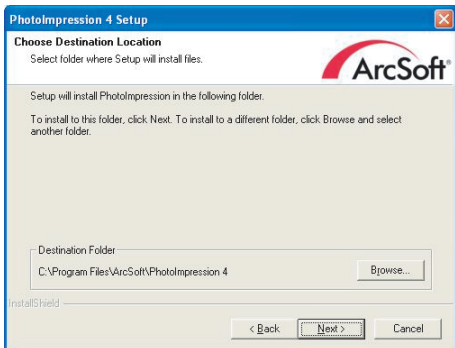 PhotoImpression 4 Setup
Choose Destination Location
Select folder where Setup will install files.
ArcSoft®
Setup will install PhotoImpression in the following folder.
To install to this folder, click Next. To install to a different folder, click Browse and select
another folder.
Destination Folder
C:\Program Files\ArcSoft\PhotoImpression 4
Browse...
InstallShield
< Back
Next >
Cancel